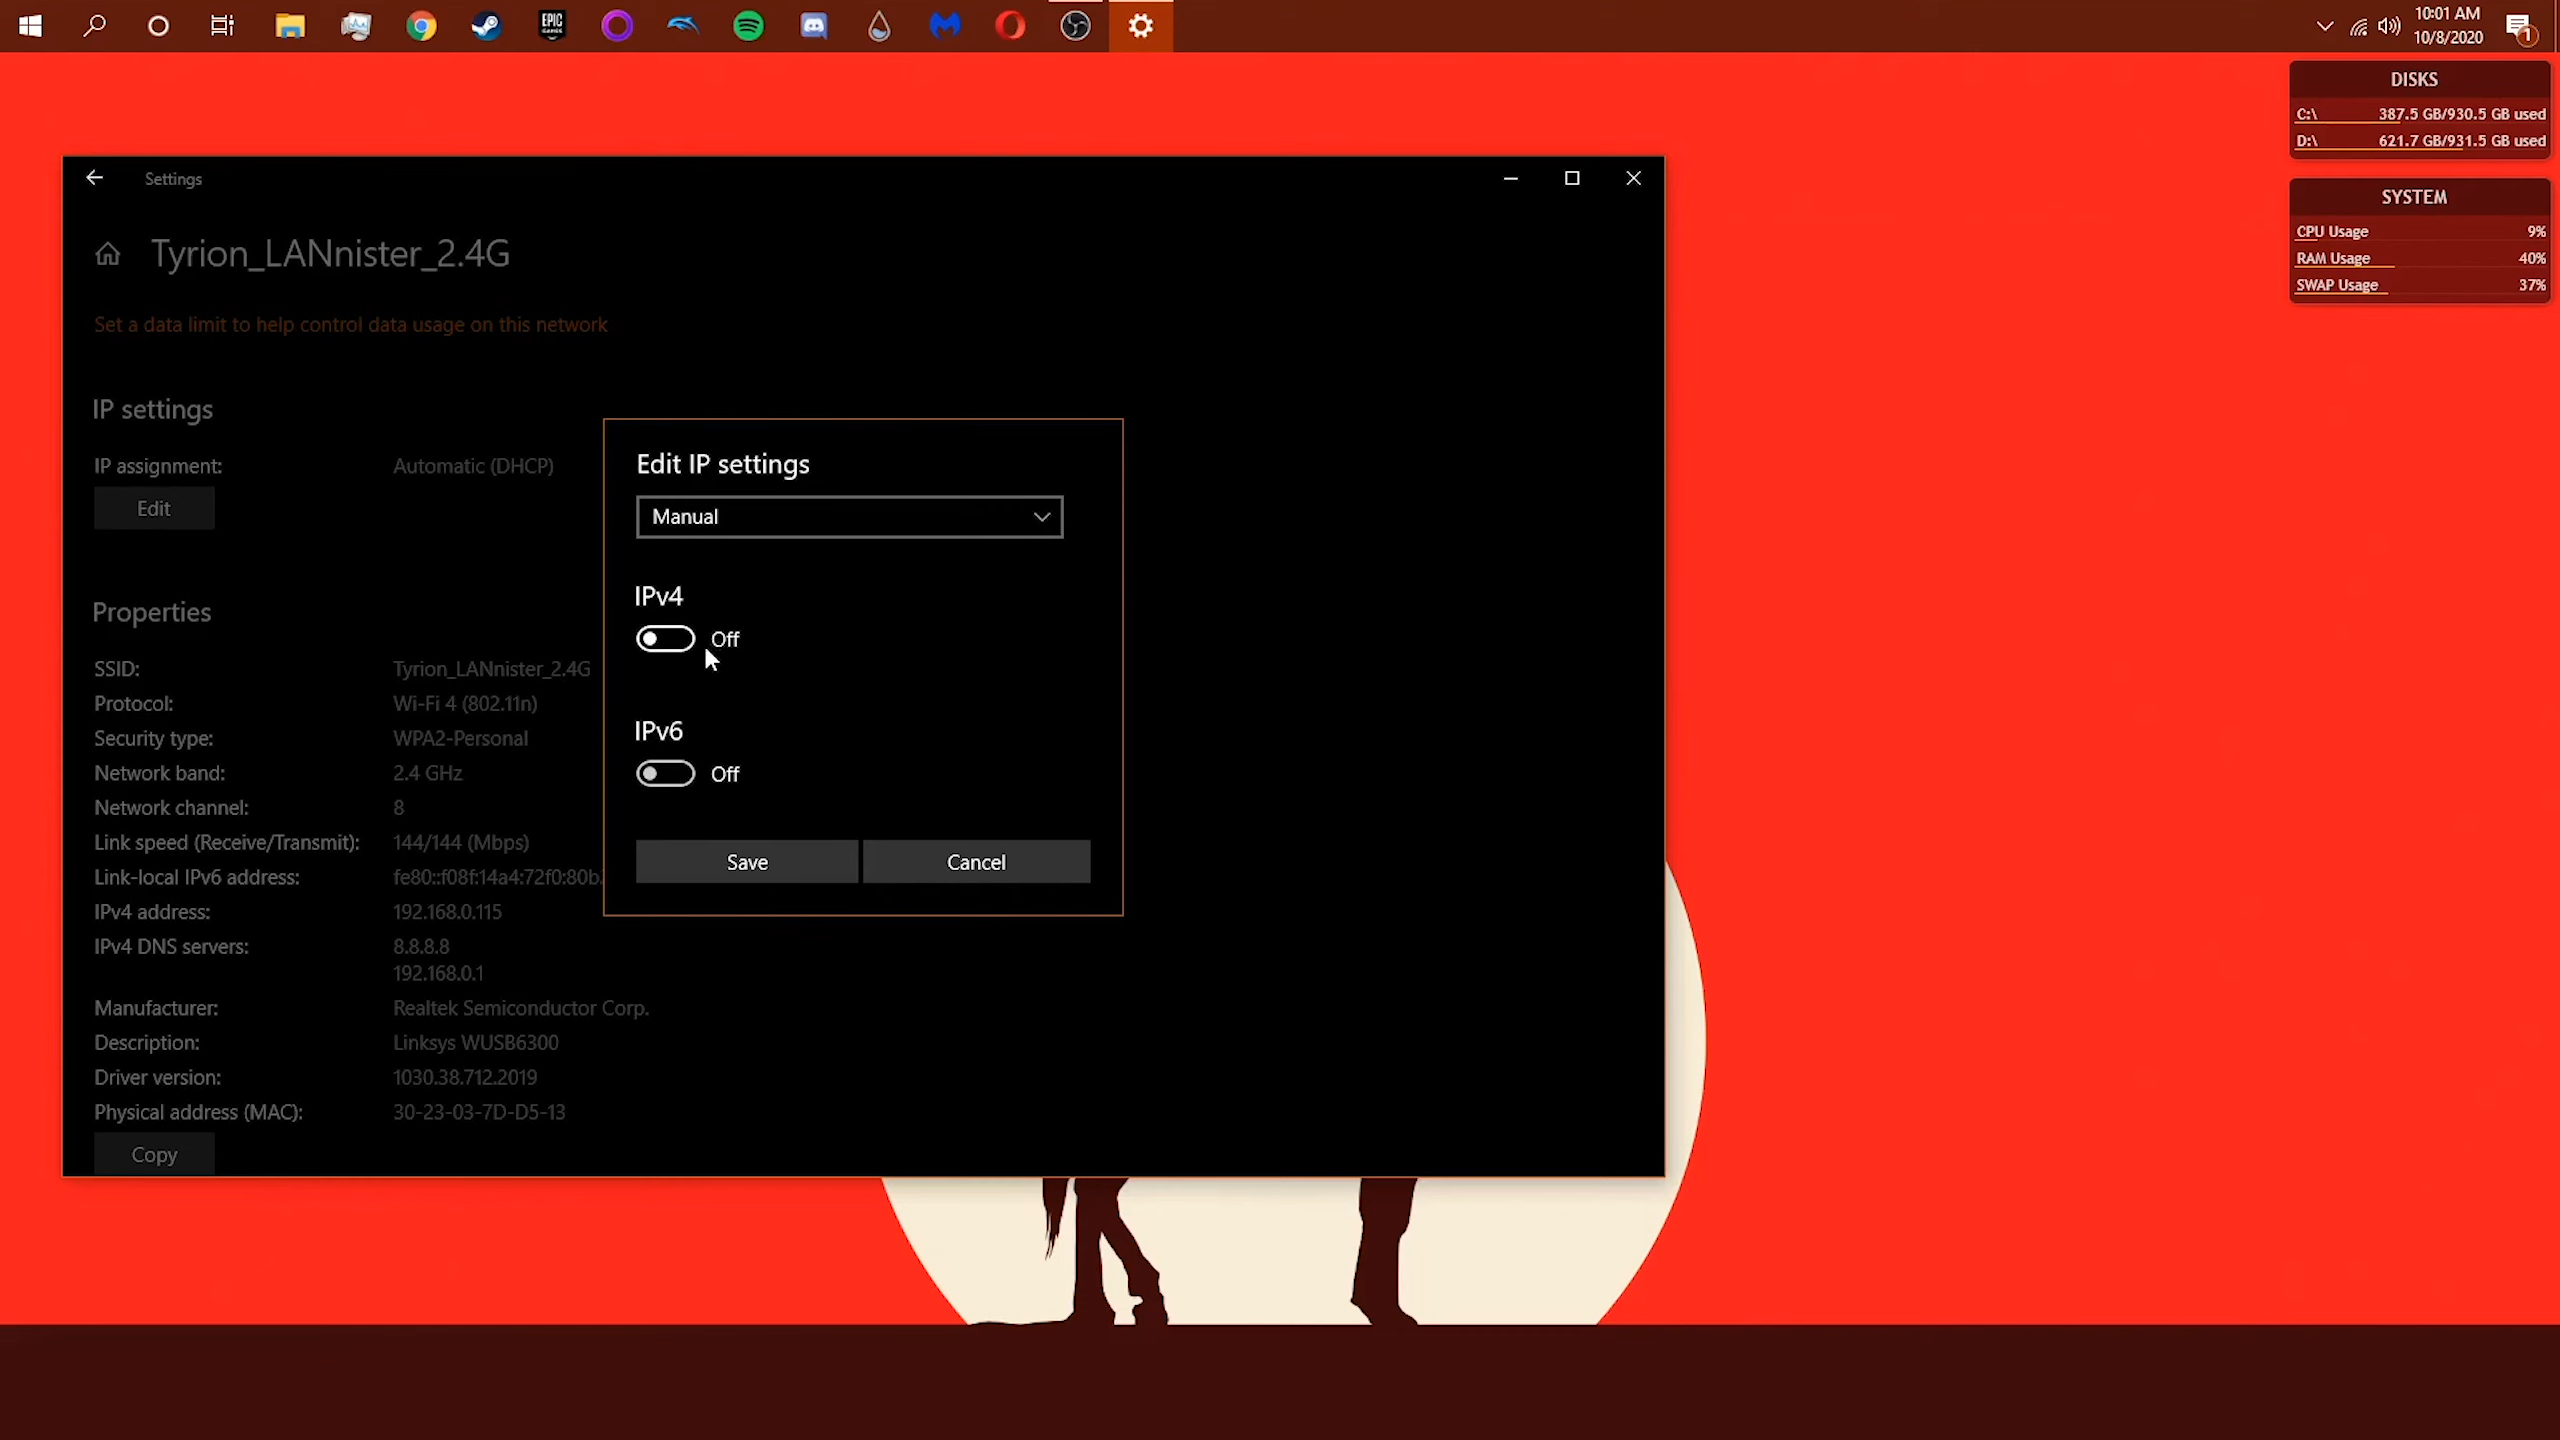 EPIC
GAMES
10:01 AM
10/8/2020
1
DISKS
C:\ 387.5 GB/930.5 GB used
D:\ 621.7 GB/931.5 GB used
SYSTEM
CPU Usage 9%
RAM Usage 40%
SWAP Usage 37%
Settings
Tyrion_LANnister_2.4G
Set a data limit to help control data usage on this network
IP settings
IP assignment: Automatic (DHCP)
Edit
Edit IP settings
Manual
IPv4
Off
IPv6
Off
Save Cancel
Properties
SSID: Tyrion_LANnister_2.4G
Protocol: Wi-Fi 4 (802.11n)
Security type: WPA2-Personal
Network band: 2.4 GHz
Network channel: 8
Link speed (Receive/Transmit): 144/144 (Mbps)
Link-local IPv6 address: fe80::f08f:14a4:72f0:80b.
IPv4 address: 192.168.0.115
IPv4 DNS servers: 8.8.8.8
192.168.0.1
Manufacturer: Realtek Semiconductor Corp.
Description: Linksys WUSB6300
Driver version: 1030.38.712.2019
Physical address (MAC): 30-23-03-7D-D5-13
Copy